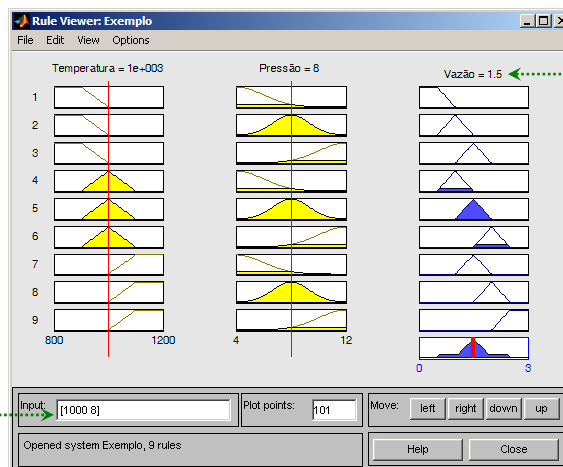 Rule Viewer: Exemplo
File Edit View Options
Temperatura = 1e+003
Pressão = 8
Vazão = 1.5
1
2
3
4
5
6
7
8
9
800 1200
4 12
0 3
Input: [1000 8]
Plot points: 101
Move: left right down up
Opened system Exemplo, 9 rules
Help Close